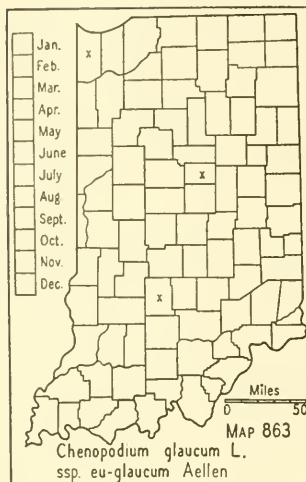 Jan.
Feb.
Mar.
Apr.
May
June
July
Aug.
Sept.
Oct.
Nov.
Dec.
x
x
x
Miles
0 50
MAP 863
Chenopodium glaucum L.
ssp. eu-glaucum Aellen